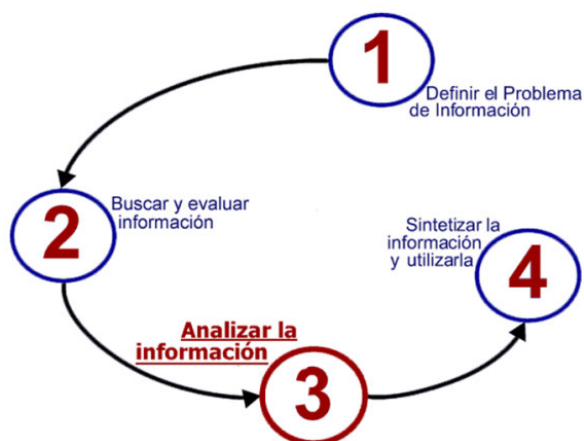 1
Definir el Problema
de Información
2
Buscar y evaluar
información
Analizar la
información
3
Sintetizar la
información
y utilizarla
4